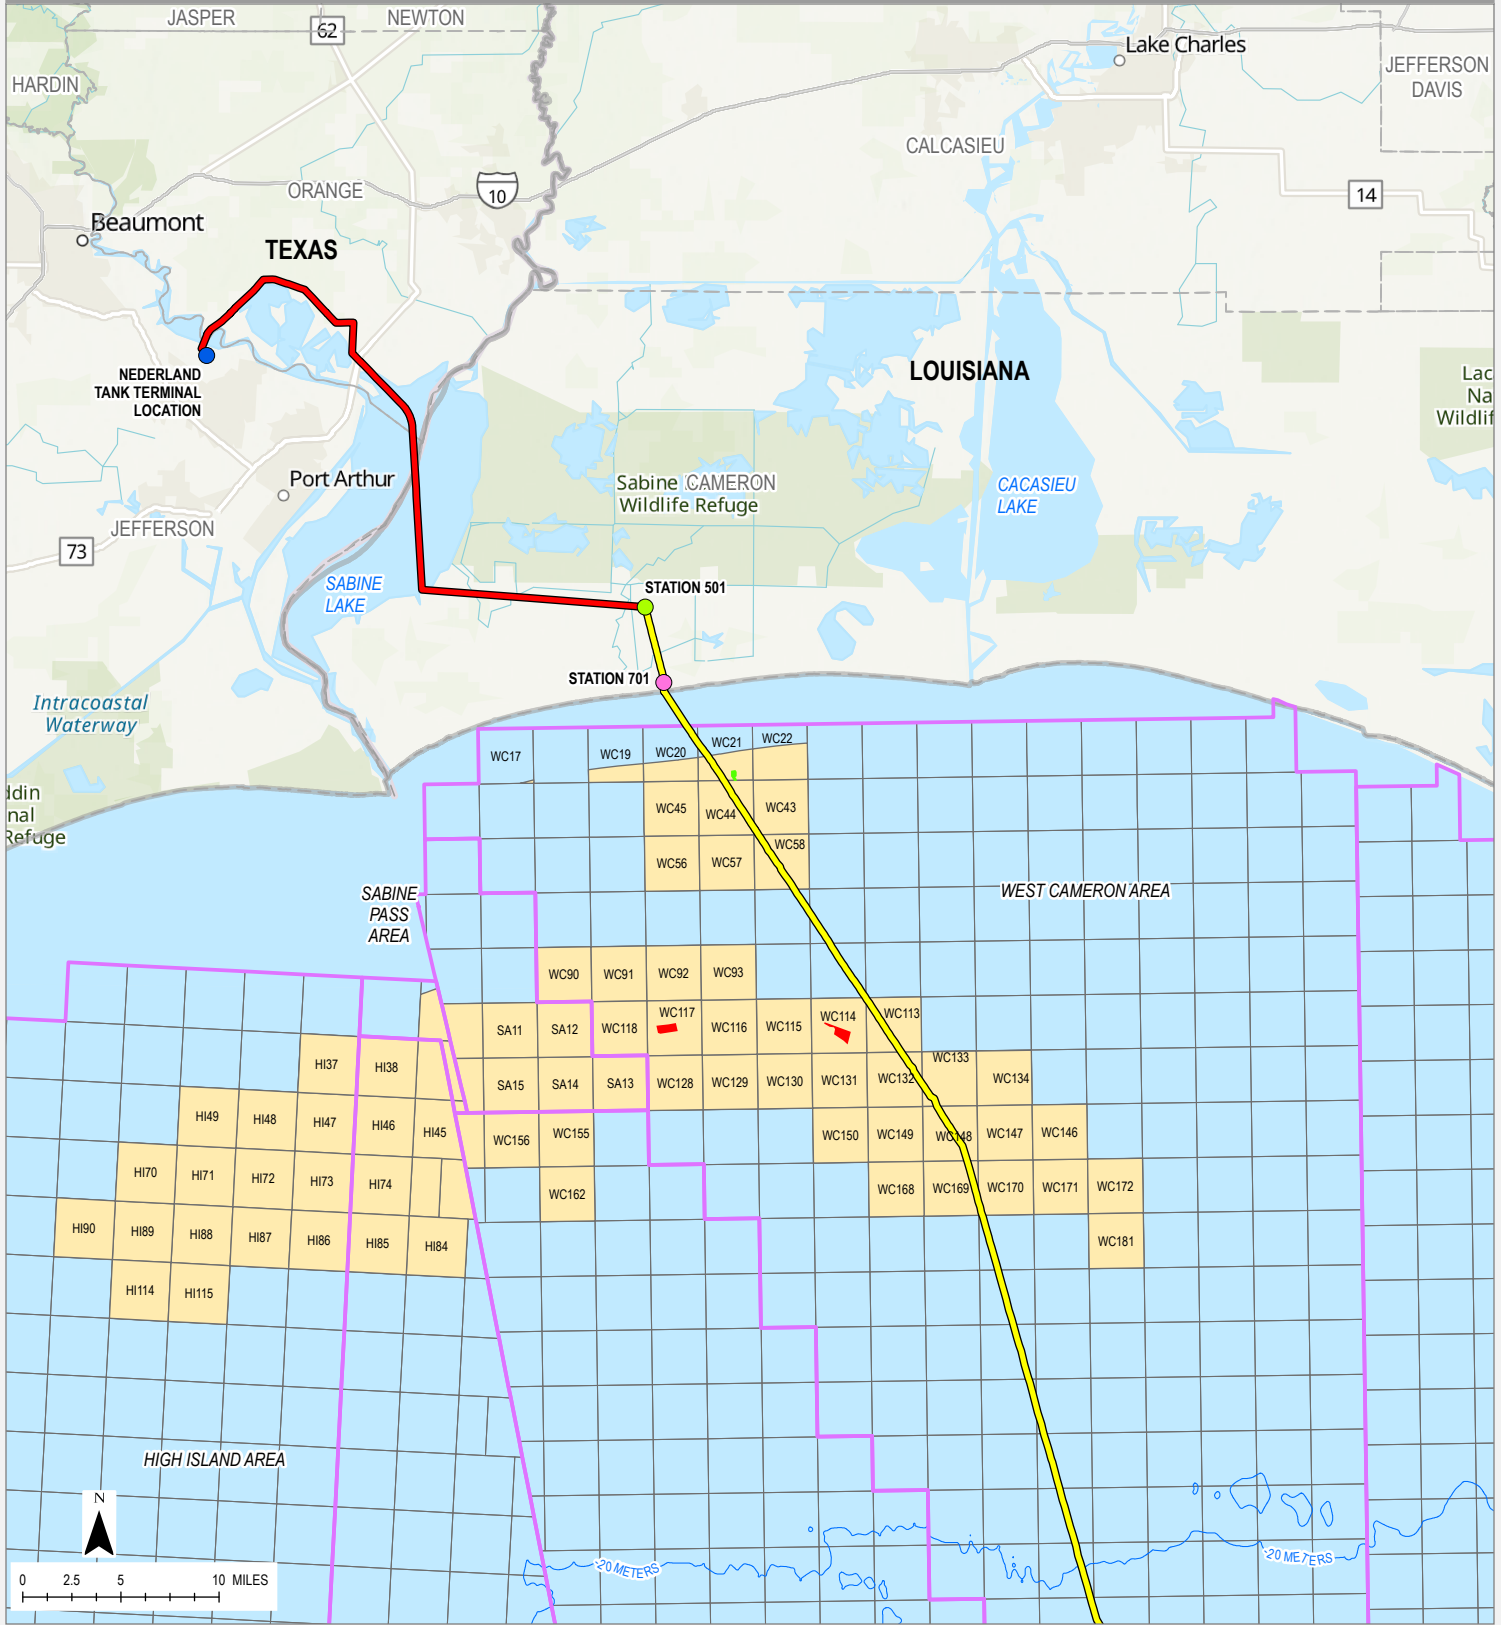 JASPER
NEWTON
62
HARDIN
Lake Charles
JEFFERSON
DAVIS
CALCASIEU
ORANGE
10
14
Beaumont
TEXAS
NEDERLAND
TANK TERMINAL
LOCATION
LOUISIANA
Lac
Na
Wildlif
Port Arthur
Sabine CAMERON
Wildlife Refuge
CACASIEU
LAKE
JEFFERSON
73
SABINE
LAKE
STATION 501
STATION 701
Intracoastal
Waterway
ddin
nal
Refuge
WC17
WC19
WC20
WC21
WC22
WC45
WC44
WC43
WC56
WC57
WC58
SABINE
PASS
AREA
WEST CAMERON AREA
WC90
WC91
WC92
WC93
SA11
SA12
WC118
WC117
WC116
WC115
WC114
WC113
HI37
HI38
SA15
SA14
SA13
WC128
WC129
WC130
WC131
WC132
WC133
WC134
HI49
HI48
HI47
HI46
HI45
WC156
WC155
WC150
WC149
WC148
WC147
WC146
HI70
HI71
HI72
HI73
HI74
WC162
WC168
WC169
WC170
WC171
WC172
HI90
HI89
HI88
HI87
HI86
HI85
HI84
WC181
HI114
HI115
HIGH ISLAND AREA
N
0 2.5 5 10 MILES
-20 METERS
-20 METERS